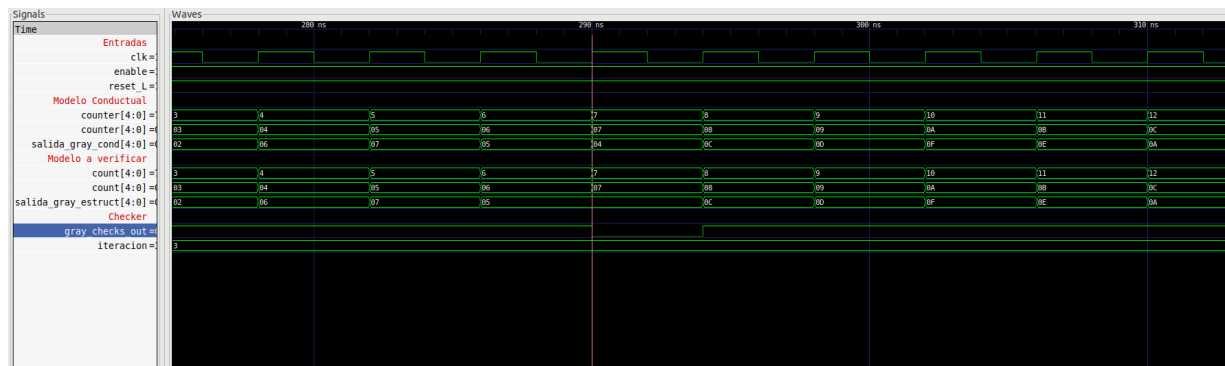 Signals
Waves
Time
280 ns 290 ns 300 ns 310 ns
Entradas
clk =
enable =
reset_L =
Modelo Conductual
counter[4:0] = 3 4 5 6 7 8 9 10 11 12
counter[4:0] = 03 04 05 06 07 08 09 0A 0B 0C
salida_gray_cond[4:0] = 02 06 07 05 04 0C 0D 0F 0E 0A
Modelo a verificar
count[4:0] = 3 4 5 6 7 8 9 10 11 12
count[4:0] = 03 04 05 06 07 08 09 0A 0B 0C
salida_gray_estruct[4:0] = 02 06 07 05 0C 0D 0F 0E 0A
Checker
gray_checks_out =
iteracion = 3